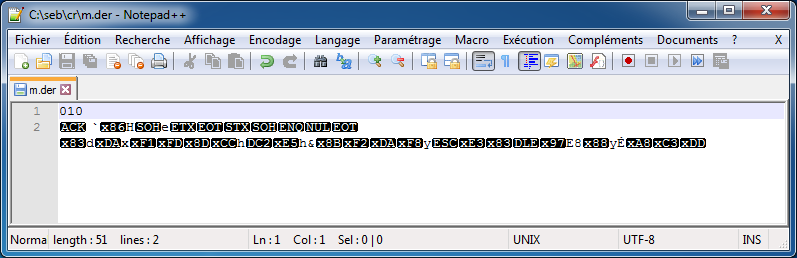 C:\seb\cr\m.der - Notepad++
Fichier Édition Recherche Affichage Encodage Langage Paramétrage Macro Exécution Compléments Documents ? X
m.der
1 010
2 ACK `x86HSOHeETXEOTSTXSOHENQNULEOT
x83dxDAxxF1xFDx8DxCChDC2xE5h&x8BxF2xDAxF8yESCxE3x83DLEx97E8x88yÉxA8xC3xDD
Norma length : 51 lines : 2 Ln : 1 Col : 1 Sel : 0 | 0 UNIX UTF-8 INS